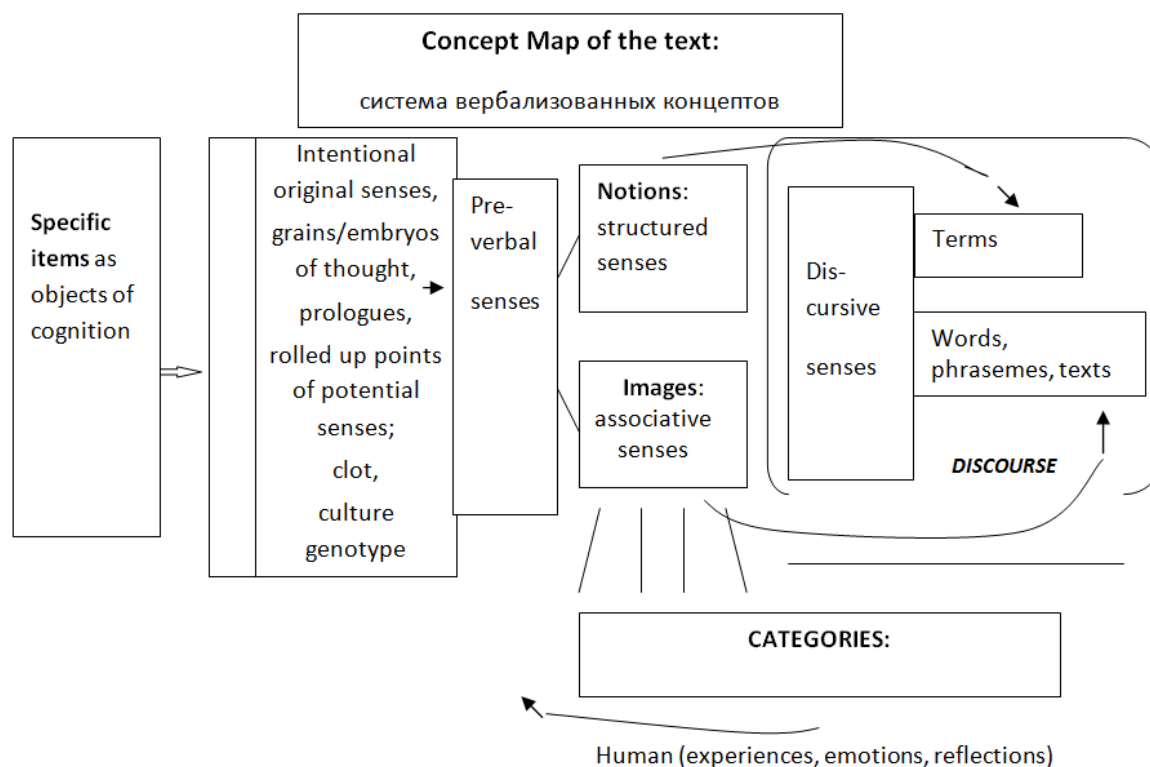 Concept Map of the text:
система вербализованных концептов
Specific
items as
objects of
cognition
Intentional
original senses,
grains/embryos
of thought,
prologues,
rolled up points
of potential
senses;
clot,
culture
genotype
Pre-
verbal
senses
Notions:
structured
senses
Images:
associative
senses
Dis-
cursive
senses
Terms
Words,
phrasemes, texts
DISCOURSE
CATEGORIES:
Human (experiences, emotions, reflections)